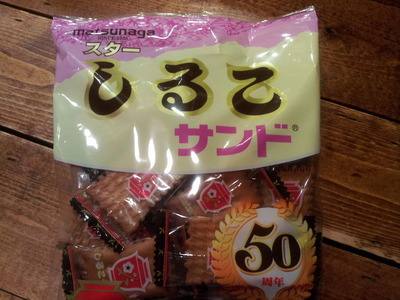 matsunaga
スター
しるこ
サンド®
50
周年